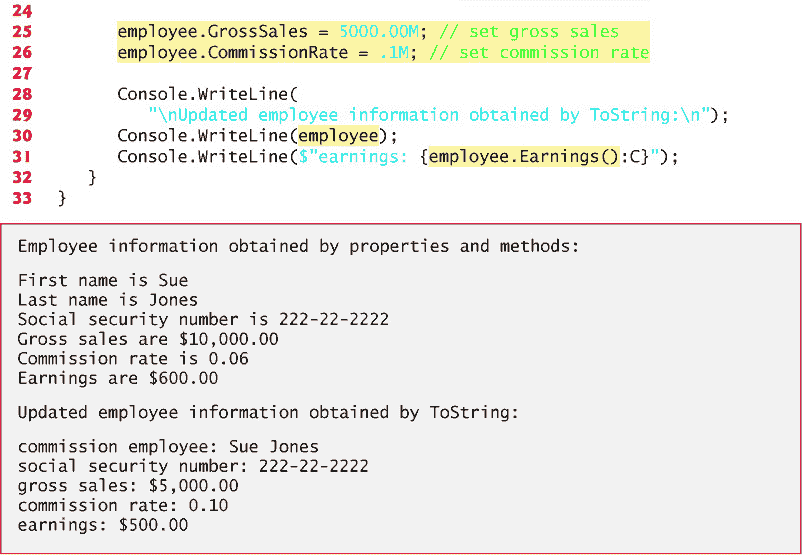 24
25 employee.GrossSales = 5000.00M; // set gross sales
26 employee.CommissionRate = .1M; // set commission rate
27
28 Console.WriteLine(
29 "\nUpdated employee information obtained by ToString:\n");
30 Console.WriteLine(employee);
31 Console.WriteLine($"earnings: {employee.Earnings():C}");
32 }
33 }
Employee information obtained by properties and methods:
First name is Sue
Last name is Jones
Social security number is 222-22-2222
Gross sales are $10,000.00
Commission rate is 0.06
Earnings are $600.00
Updated employee information obtained by ToString:
commission employee: Sue Jones
social security number: 222-22-2222
gross sales: $5,000.00
commission rate: 0.10
earnings: $500.00